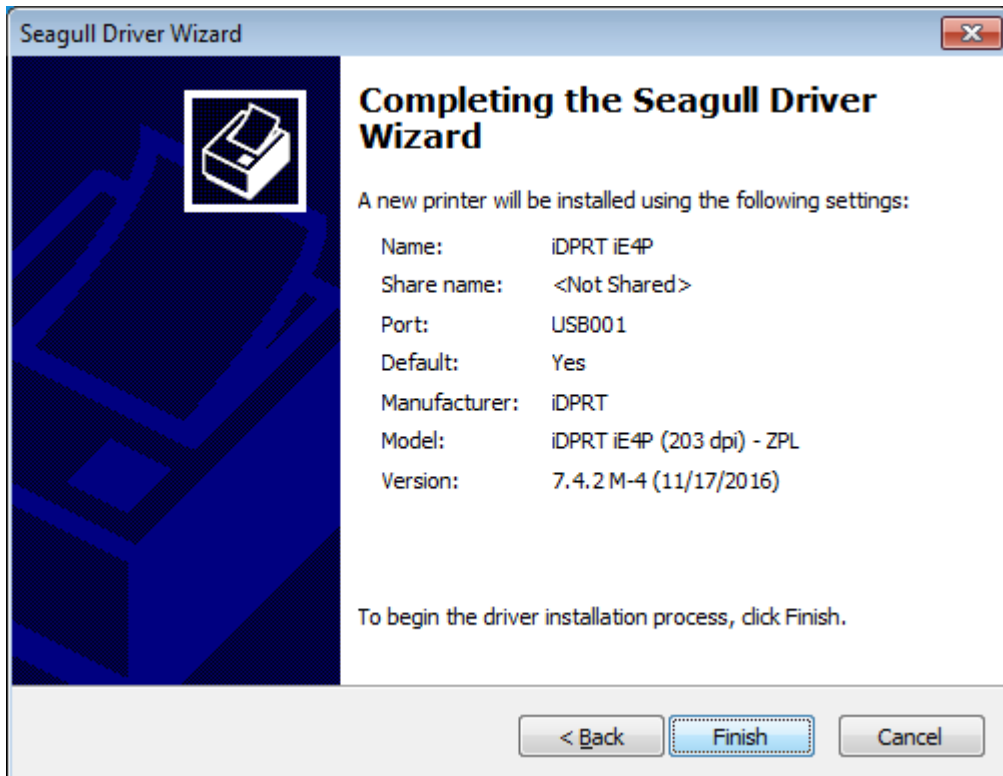 Seagull Driver Wizard
Completing the Seagull Driver
Wizard
A new printer will be installed using the following settings:
Name: iDPRT iE4P
Share name: <Not Shared>
Port: USB001
Default: Yes
Manufacturer: iDPRT
Model: iDPRT iE4P (203 dpi) - ZPL
Version: 7.4.2 M-4 (11/17/2016)
To begin the driver installation process, click Finish.
< Back Finish Cancel